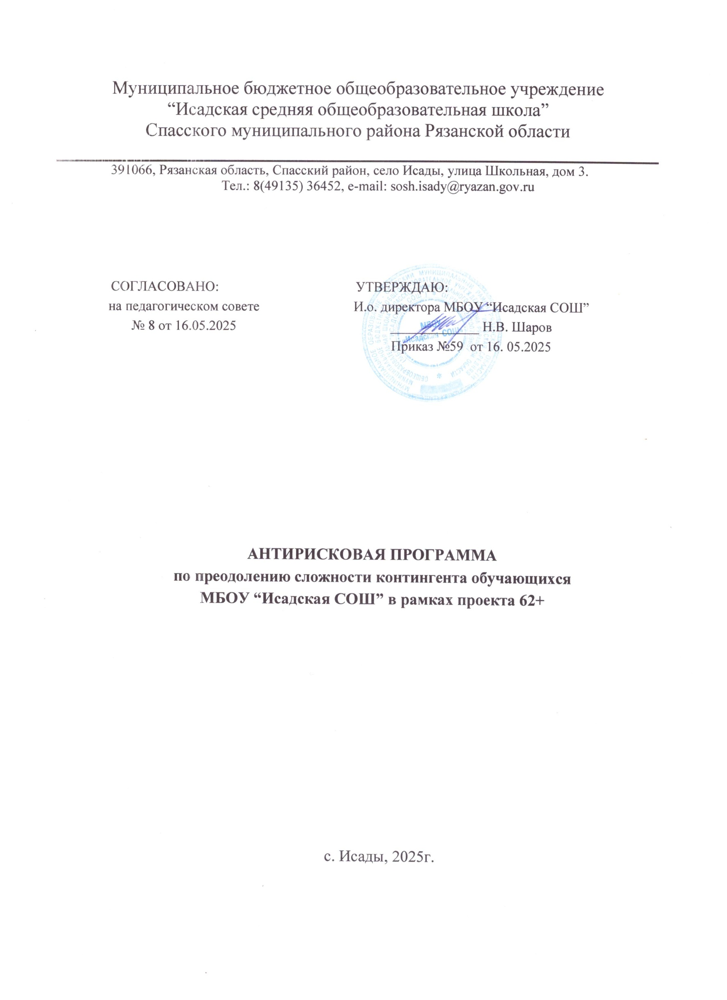 Муниципальное бюджетное общеобразовательное учреждение
“Исадская средняя общеобразовательная школа”
Спасского муниципального района Рязанской области
391066, Рязанская область, Спасский район, село Исады, улица Школьная, дом 3.
Тел.: 8(49135) 36452, e-mail: sosh.isady@ryazan.gov.ru
СОГЛАСОВАНО:
на педагогическом совете
№ 8 от 16.05.2025
УТВЕРЖДАЮ:
И.о. директора МБОУ “Исадская СОШ”
Н.В. Шаров
Приказ №59 от 16. 05.2025
МБОУ
«Исадская СОШ»
АНТИРИСКОВАЯ ПРОГРАММА
по преодолению сложности контингента обучающихся
МБОУ “Исадская СОШ” в рамках проекта 62+
с. Исады, 2025г.